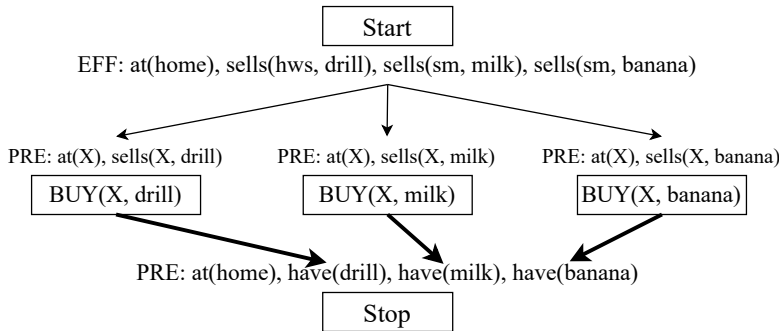 Start
EFF: at(home), sells(hws, drill), sells(sm, milk), sells(sm, banana)
PRE: at(X), sells(X, drill) PRE: at(X), sells(X, milk) PRE: at(X), sells(X, banana)
BUY(X, drill) BUY(X, milk) BUY(X, banana)
PRE: at(home), have(drill), have(milk), have(banana)
Stop